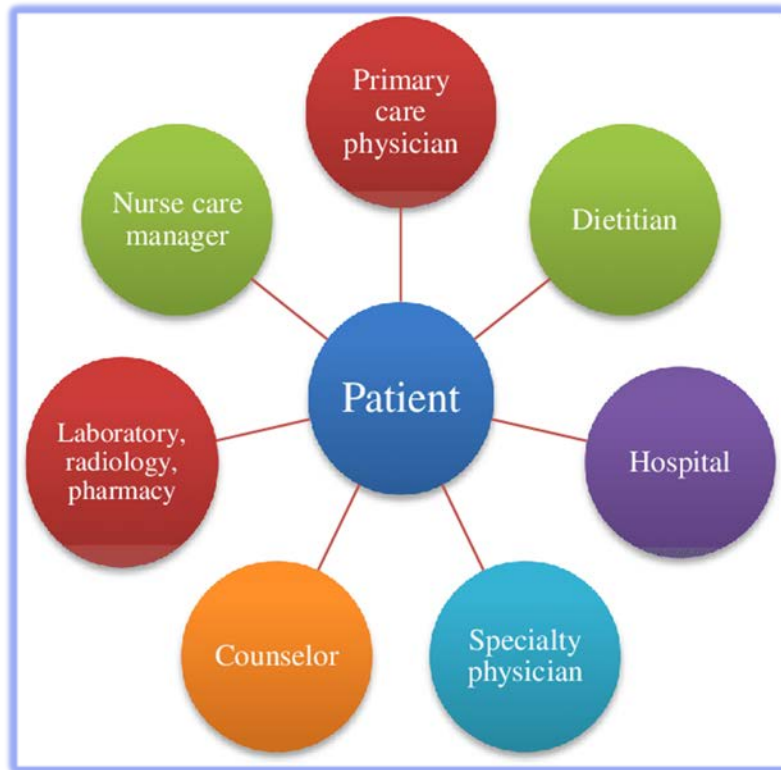 Primary
care
physician
Nurse care
manager
Dietitian
Patient
Laboratory,
radiology,
pharmacy
Hospital
Counselor
Specialty
physician